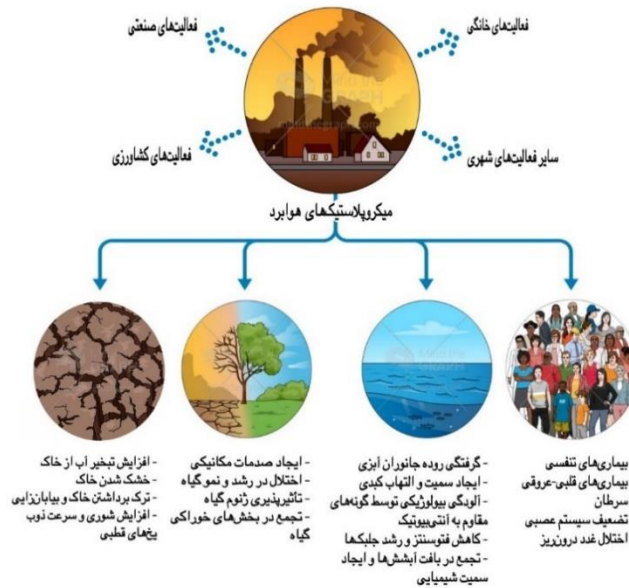 فعالیت‌های صنعتی
فعالیت‌های خانگی
فعالیت‌های کشاورزی
سایر فعالیت‌های شهری
میکروپلاستیک‌های هوابرد
بیماری‌های تنفسی
بیماری‌های قلبی-عروقی
سرطان
تضعیف سیستم عصبی
اختلال غدد درون‌ریز
- گرفتگی روده جانوران آبزی
- ایجاد سمیت و التهاب کبدی
- آلودگی بیولوژیکی توسط گونه‌های
مقاوم به آنتی‌بیوتیک
- کاهش فتوسنتز و رشد جلبک‌ها
- تجمع در بافت آبشش‌ها و ایجاد
سمیت شیمیایی
- ایجاد صدمات مکانیکی
- اختلال در رشد و نمو گیاه
- تأثیرپذیری ژنوم گیاه
- تجمع در بخش‌های خوراکی
گیاه
- افزایش تبخیر آب از خاک
- خشک شدن خاک
- ترک برداشتن خاک و بیابان‌زایی
- افزایش شوری و سرعت ذوب
یخ‌های قطبی